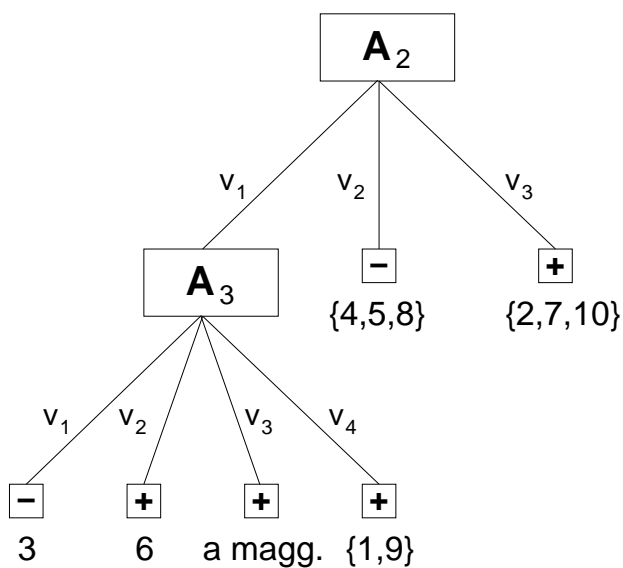 A2
v1 v2 v3
A3 − +
{4,5,8} {2,7,10}
v1 v2 v3 v4
− + + +
3 6 a magg. {1,9}